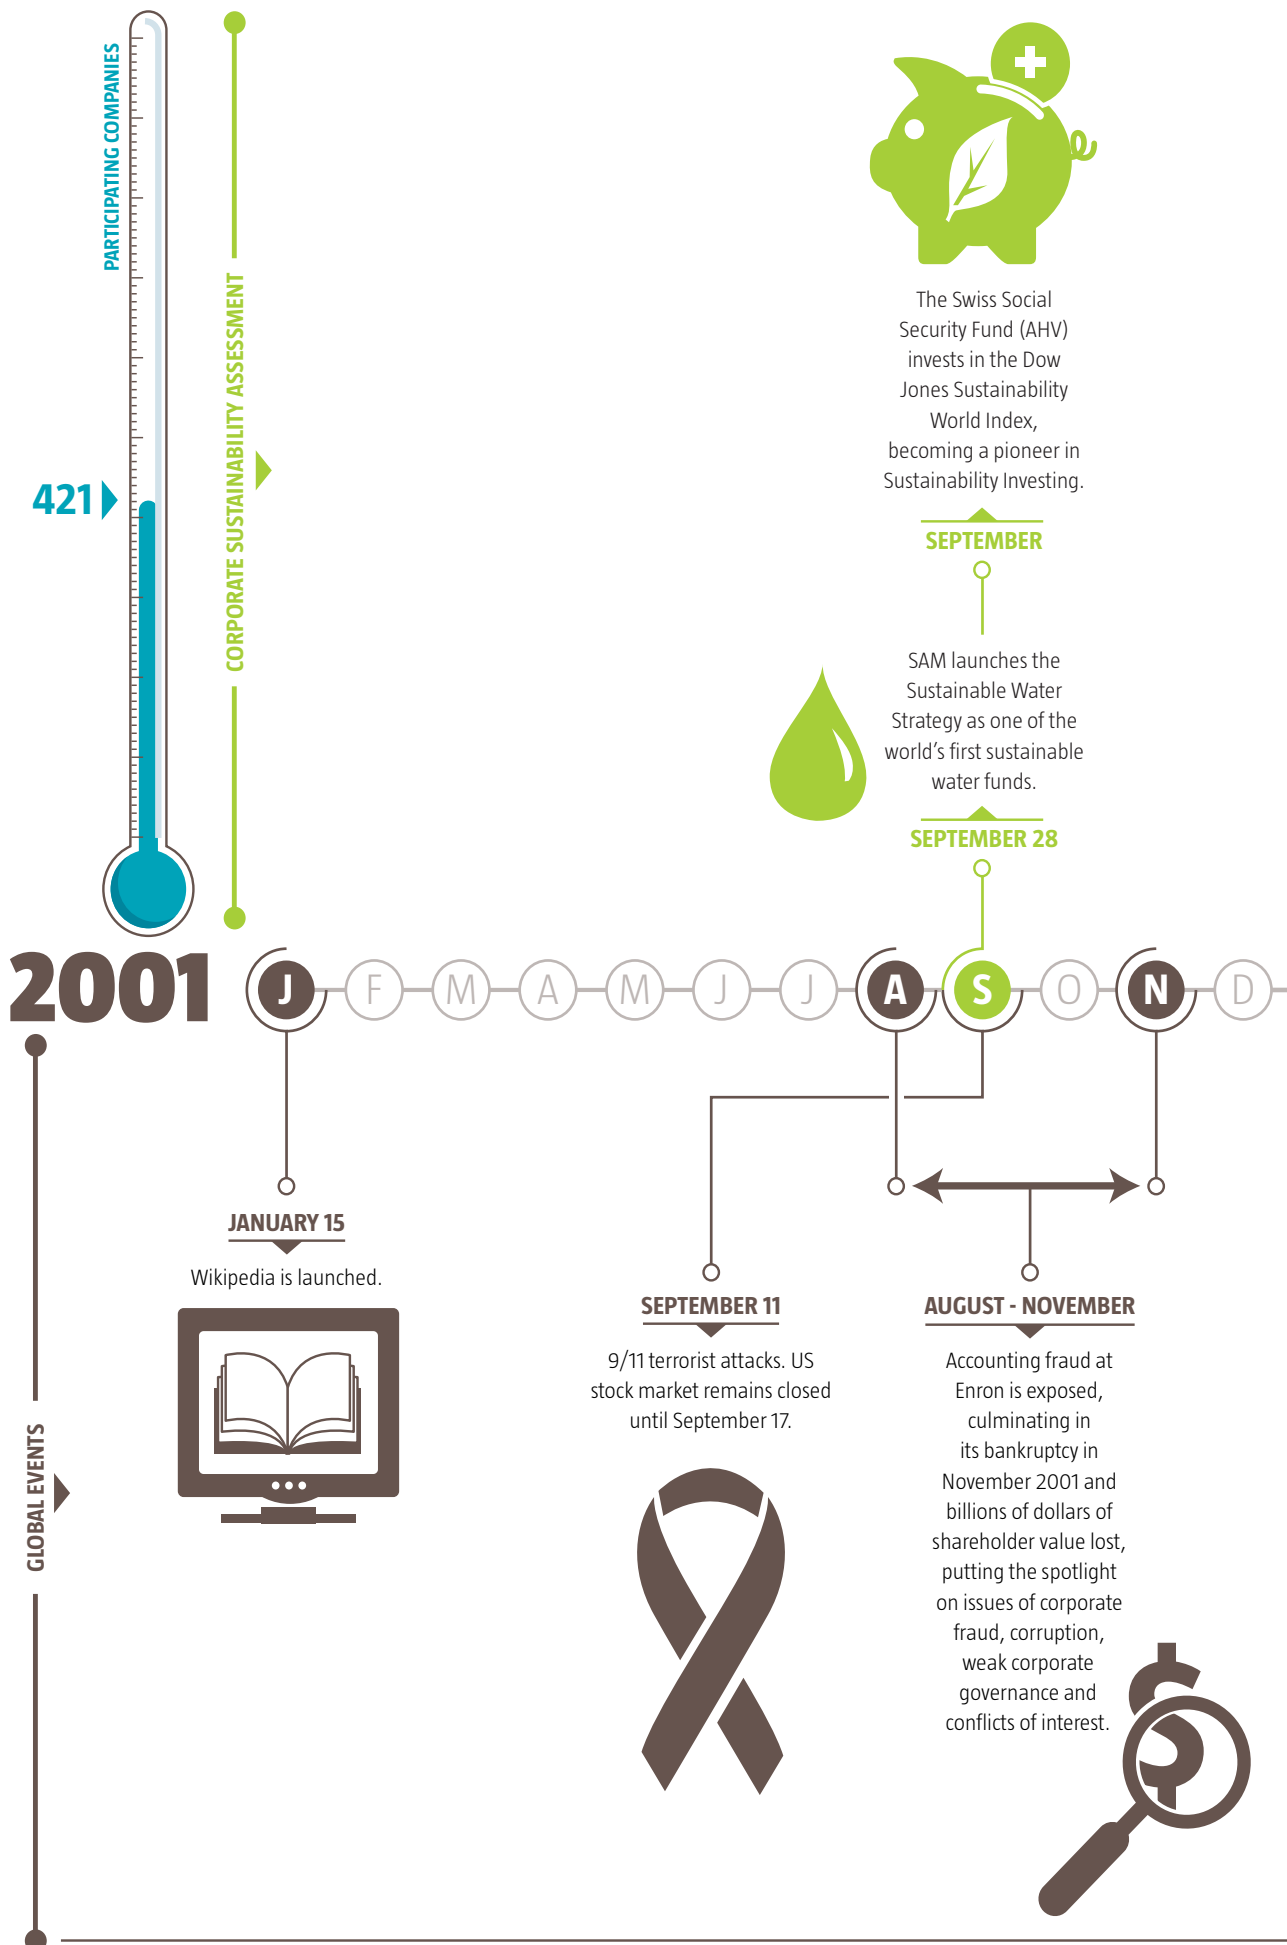 PARTICIPATING COMPANIES
421
CORPORATE SUSTAINABILITY ASSESSMENT
The Swiss Social
Security Fund (AHV)
invests in the Dow
Jones Sustainability
World Index,
becoming a pioneer in
Sustainability Investing.
SEPTEMBER
SAM launches the
Sustainable Water
Strategy as one of the
world’s first sustainable
water funds.
SEPTEMBER 28
2001 J F M A M J J A S O N D
GLOBAL EVENTS
JANUARY 15
Wikipedia is launched.
SEPTEMBER 11
9/11 terrorist attacks. US
stock market remains closed
until September 17.
AUGUST - NOVEMBER
Accounting fraud at
Enron is exposed,
culminating in
its bankruptcy in
November 2001 and
billions of dollars of
shareholder value lost,
putting the spotlight
on issues of corporate
fraud, corruption,
weak corporate
governance and
conflicts of interest.
$